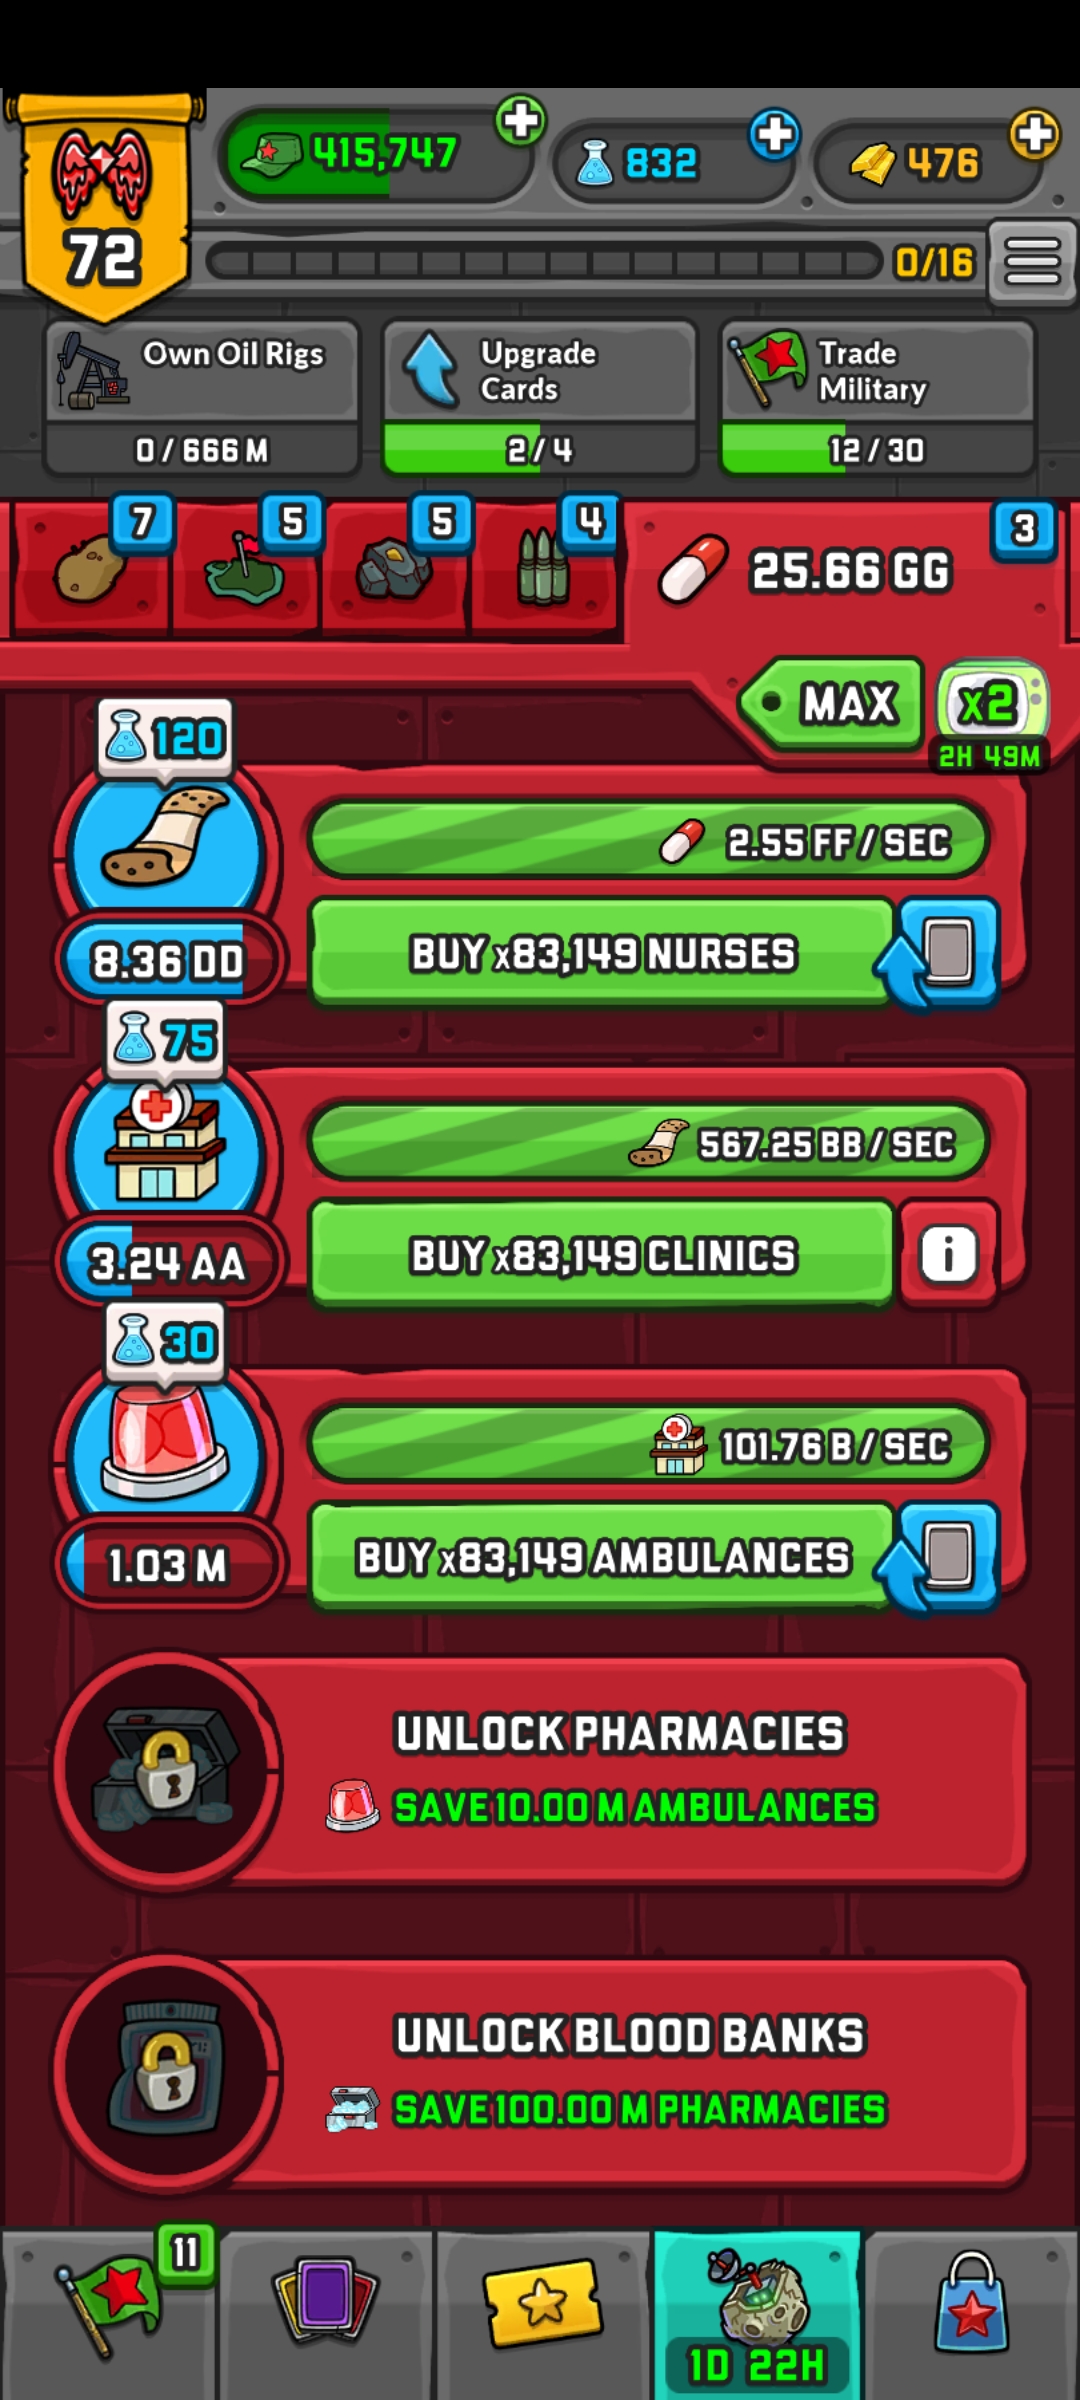 415,747
832
476
72
0/16
Own Oil Rigs
0 / 666 M
Upgrade
Cards
2 / 4
Trade
Military
12 / 30
7
5
5
4
25.66 GG
3
MAX
x2
2H 49M
120
2.55 FF / SEC
8.36 DD
BUY x83,149 NURSES
75
567.25 BB / SEC
3.24 AA
BUY x83,149 CLINICS
i
30
101.76 B / SEC
1.03 M
BUY x83,149 AMBULANCES
UNLOCK PHARMACIES
SAVE 10.00 M AMBULANCES
UNLOCK BLOOD BANKS
SAVE 100.00 M PHARMACIES
11
1D 22H